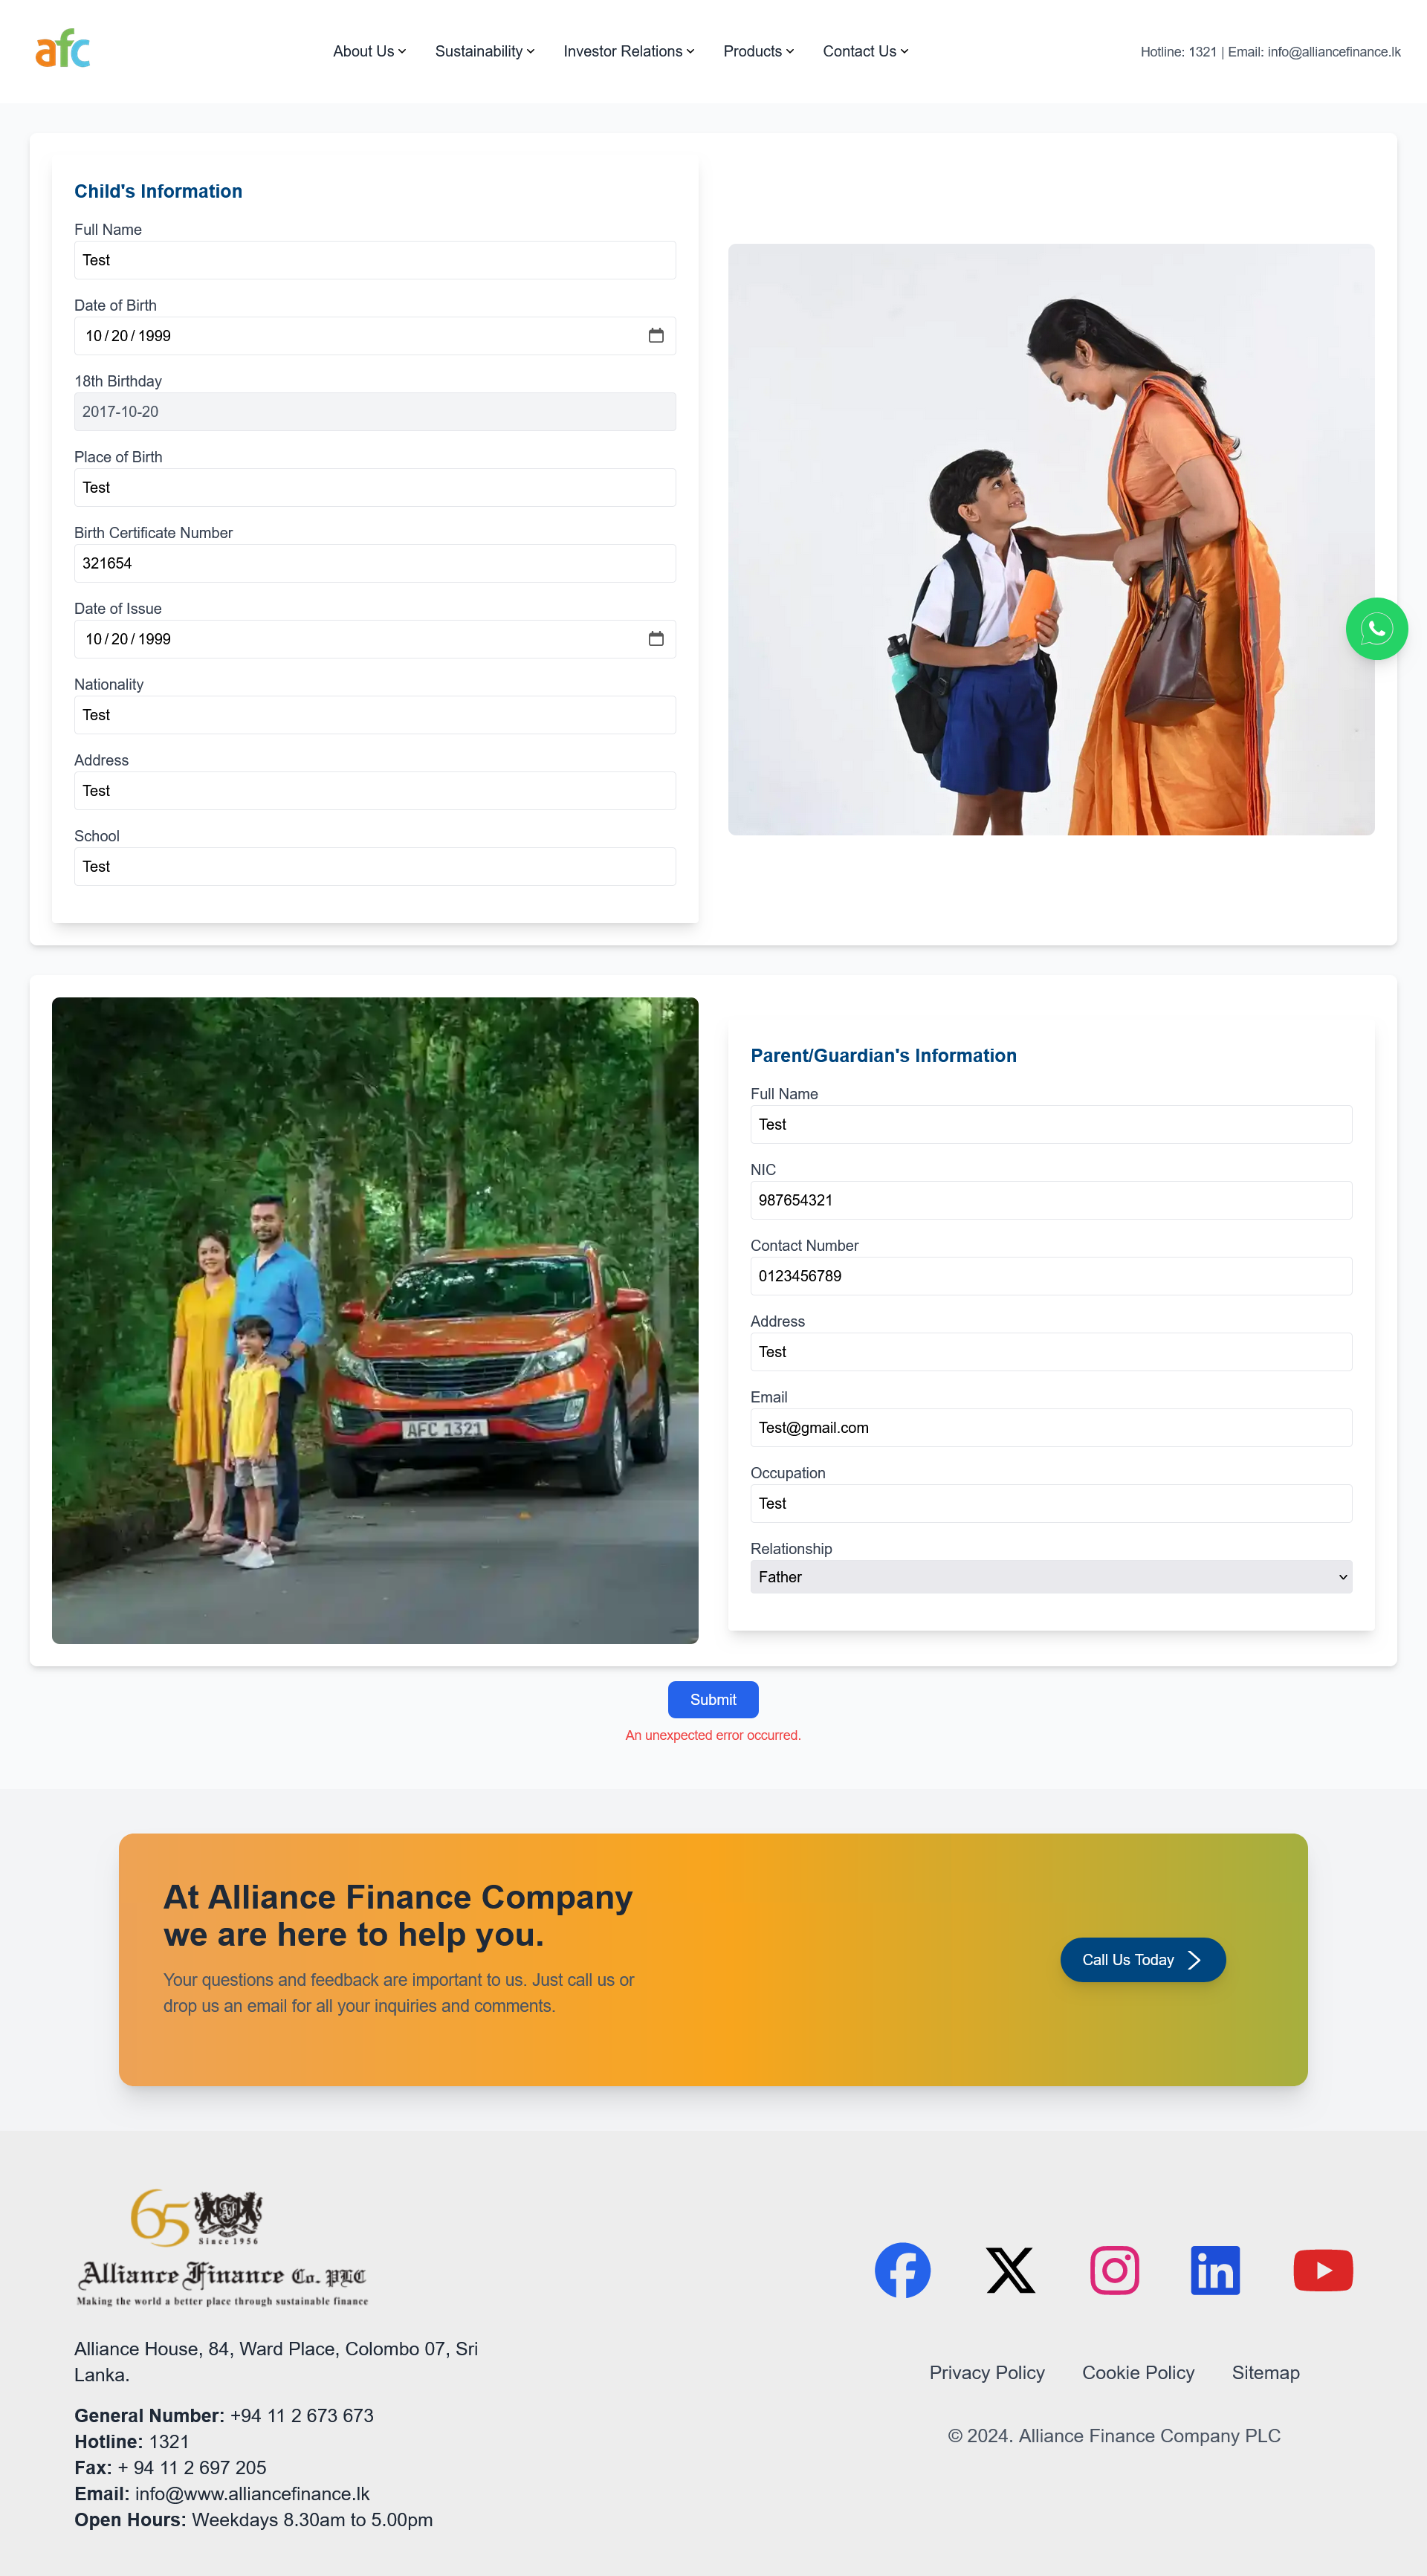 afc
About Us
Sustainability
Investor Relations
Products
Contact Us
Hotline: 1321 | Email: info@alliancefinance.lk
Child's Information
Full Name
Test
Date of Birth
10 / 20 / 1999
18th Birthday
2017-10-20
Place of Birth
Test
Birth Certificate Number
321654
Date of Issue
10 / 20 / 1999
Nationality
Test
Address
Test
School
Test
AFC 1321
Parent/Guardian's Information
Full Name
Test
NIC
987654321
Contact Number
0123456789
Address
Test
Email
Test@gmail.com
Occupation
Test
Relationship
Father
Submit
An unexpected error occurred.
At Alliance Finance Company
we are here to help you.
Your questions and feedback are important to us. Just call us or
drop us an email for all your inquiries and comments.
Call Us Today
65
Since 1956
Alliance Finance Co. PLC
Making the world a better place through sustainable finance
Alliance House, 84, Ward Place, Colombo 07, Sri
Lanka.
General Number: +94 11 2 673 673
Hotline: 1321
Fax: + 94 11 2 697 205
Email: info@www.alliancefinance.lk
Open Hours: Weekdays 8.30am to 5.00pm
Privacy Policy
Cookie Policy
Sitemap
© 2024. Alliance Finance Company PLC